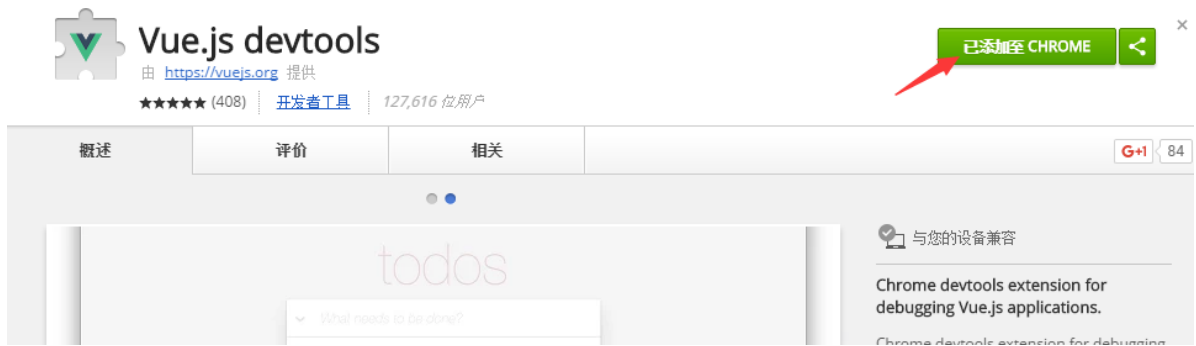 Vue.js devtools
由 https://vuejs.org 提供
★★★★★ (408) 开发者工具 127,616 位用户
已添加至 CHROME
概述 评价 相关
G+1 84
todos
What needs to be done?
与您的设备兼容
Chrome devtools extension for
debugging Vue.js applications.
Chrome devtools extension for debugging